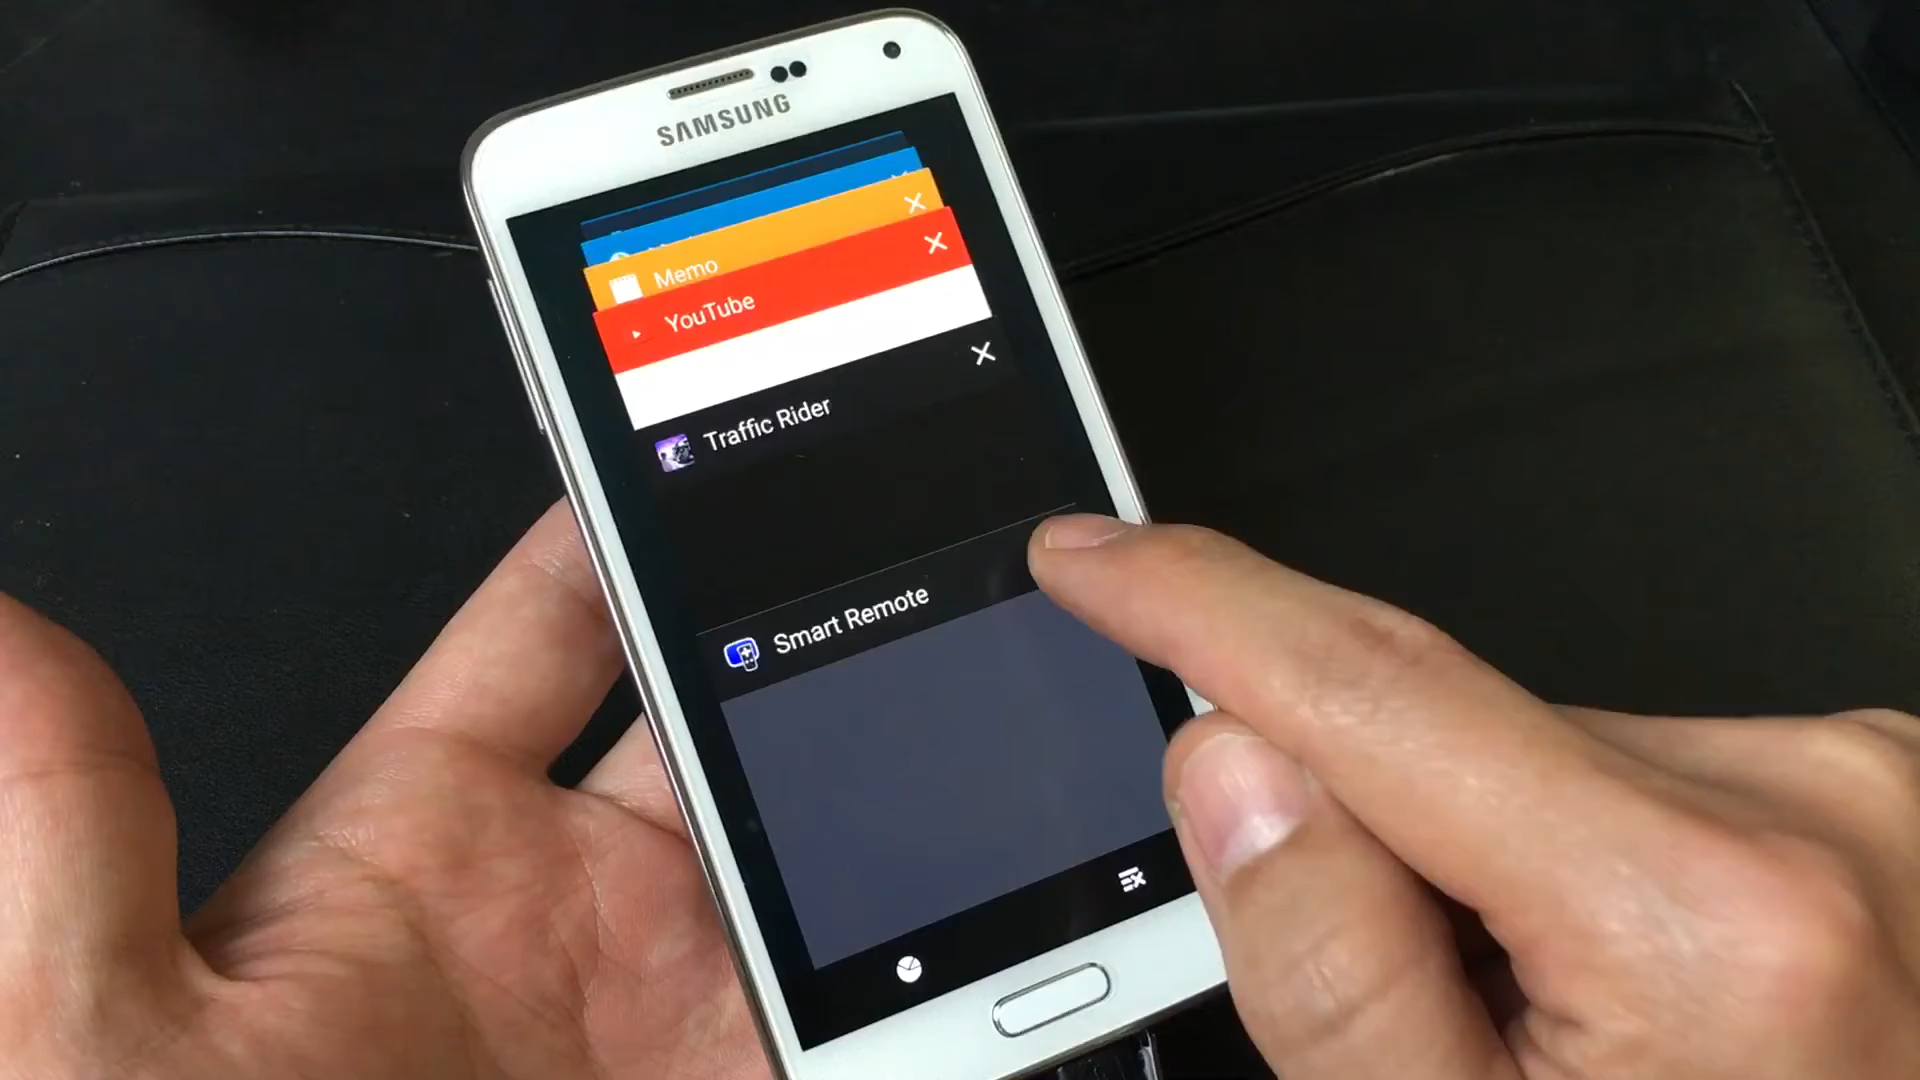 SAMSUNG
Memo
YouTube
Traffic Rider
Smart Remote